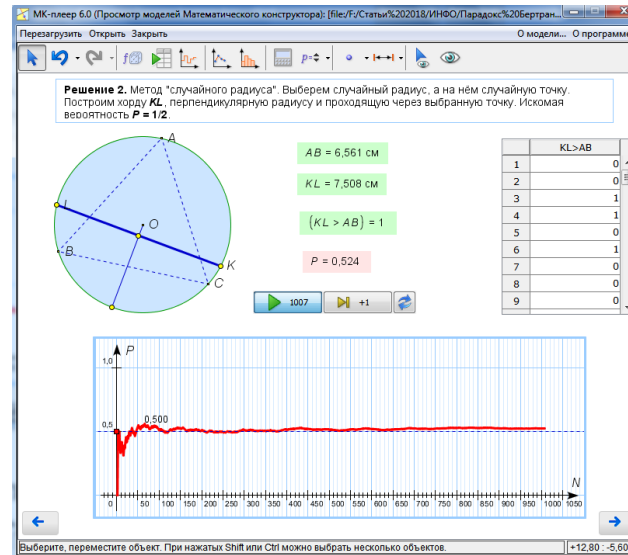 МК-плеер 6.0 (Просмотр моделей Математического конструктора): [file:/F:/Статьи%202018/ИНФО/Парадокс%20Бертран...
Перезагрузить Открыть Закрыть О модели... О программе
Решение 2. Метод "случайного радиуса". Выберем случайный радиус, а на нём случайную точку.
Построим хорду KL, перпендикулярную радиусу и проходящую через выбранную точку. Искомая
вероятность P = 1/2.
A
L
O
B
K
C
AB = 6,561 см
KL = 7,508 см
(KL > AB) = 1
P = 0,524
1007 +1
KL>AB
1 0
2 0
3 1
4 1
5 0
6 1
7 0
8 0
9 0
P
1,0
0,5
0,500
N
0 50 100 150 200 250 300 350 400 450 500 550 600 650 700 750 800 850 900 950 1000 1050
Выберите, переместите объект. При нажатых Shift или Ctrl можно выбрать несколько объектов. +12,80 : -5,60